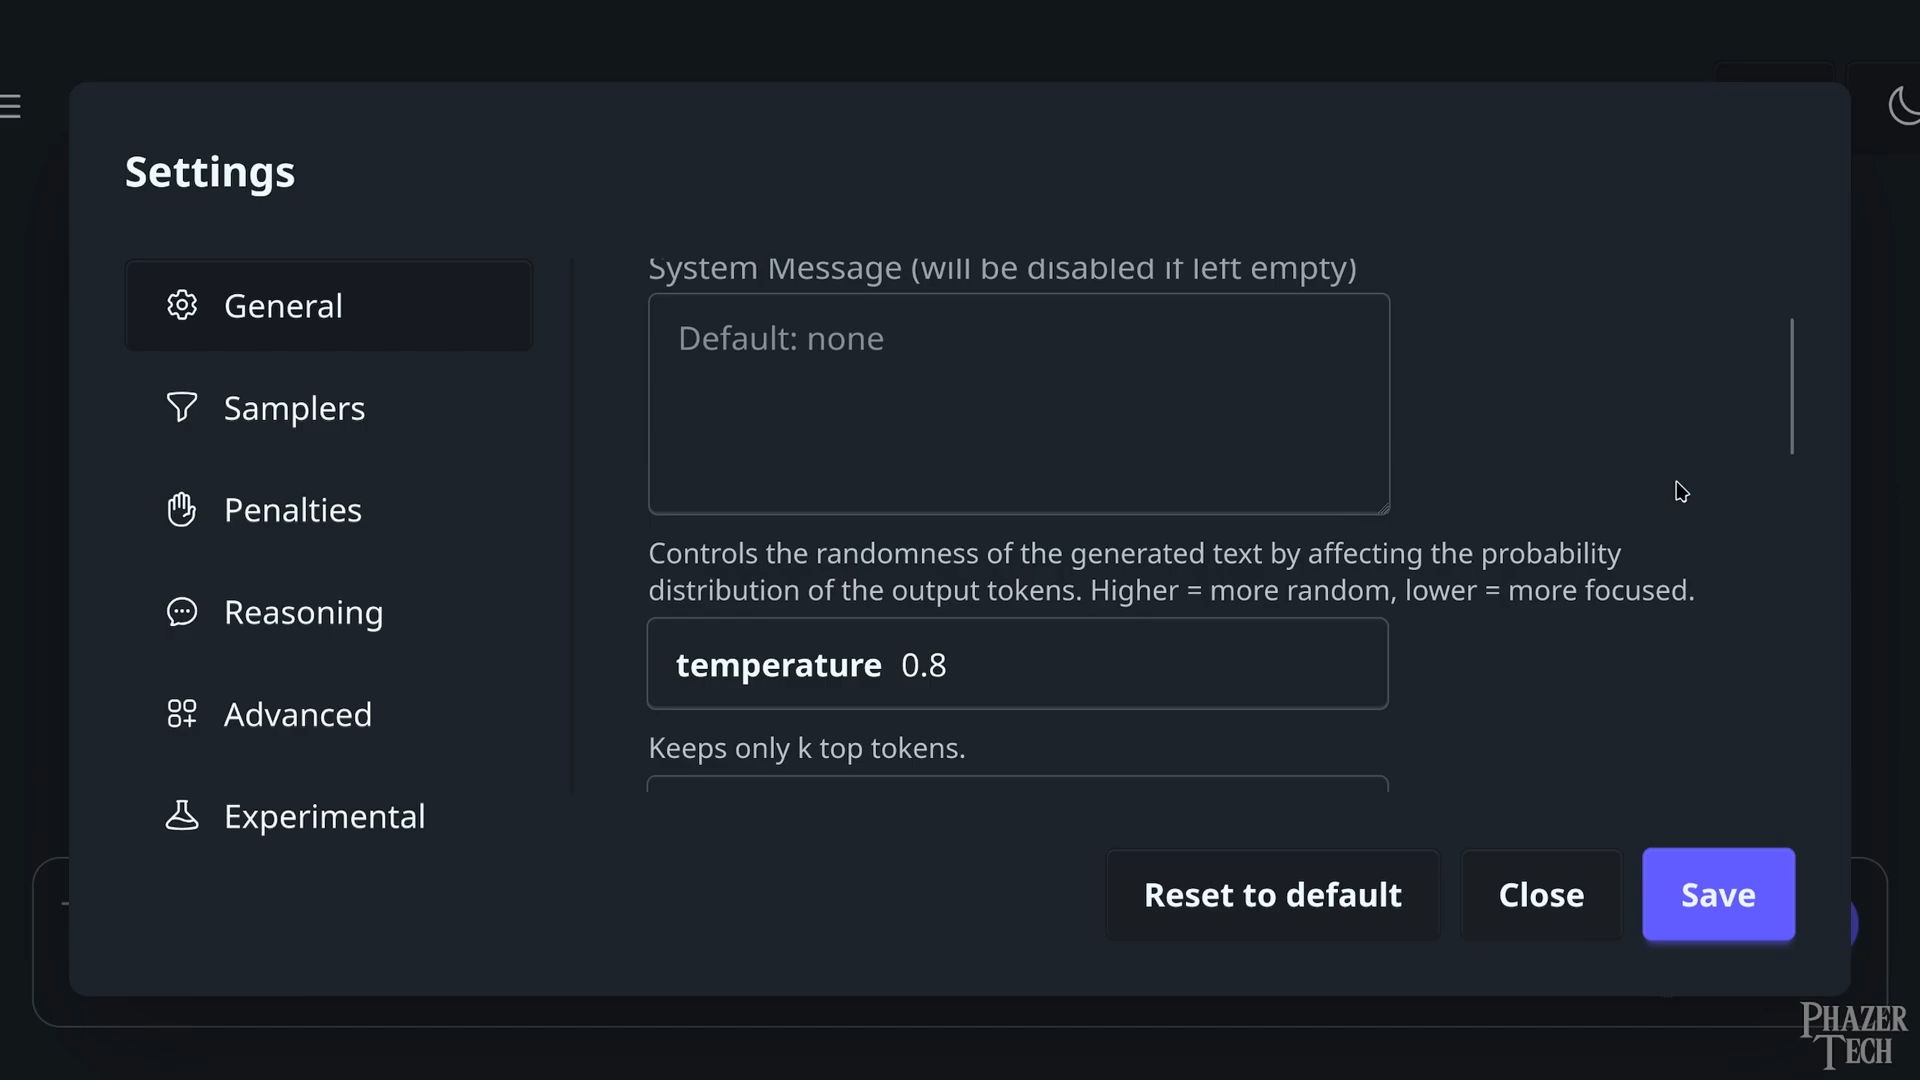 Settings
General
Samplers
Penalties
Reasoning
Advanced
Experimental
System Message (will be disabled if left empty)
Default: none
Controls the randomness of the generated text by affecting the probability
distribution of the output tokens. Higher = more random, lower = more focused.
temperature 0.8
Keeps only k top tokens.
Reset to default
Close
Save
PHAZER
TECH